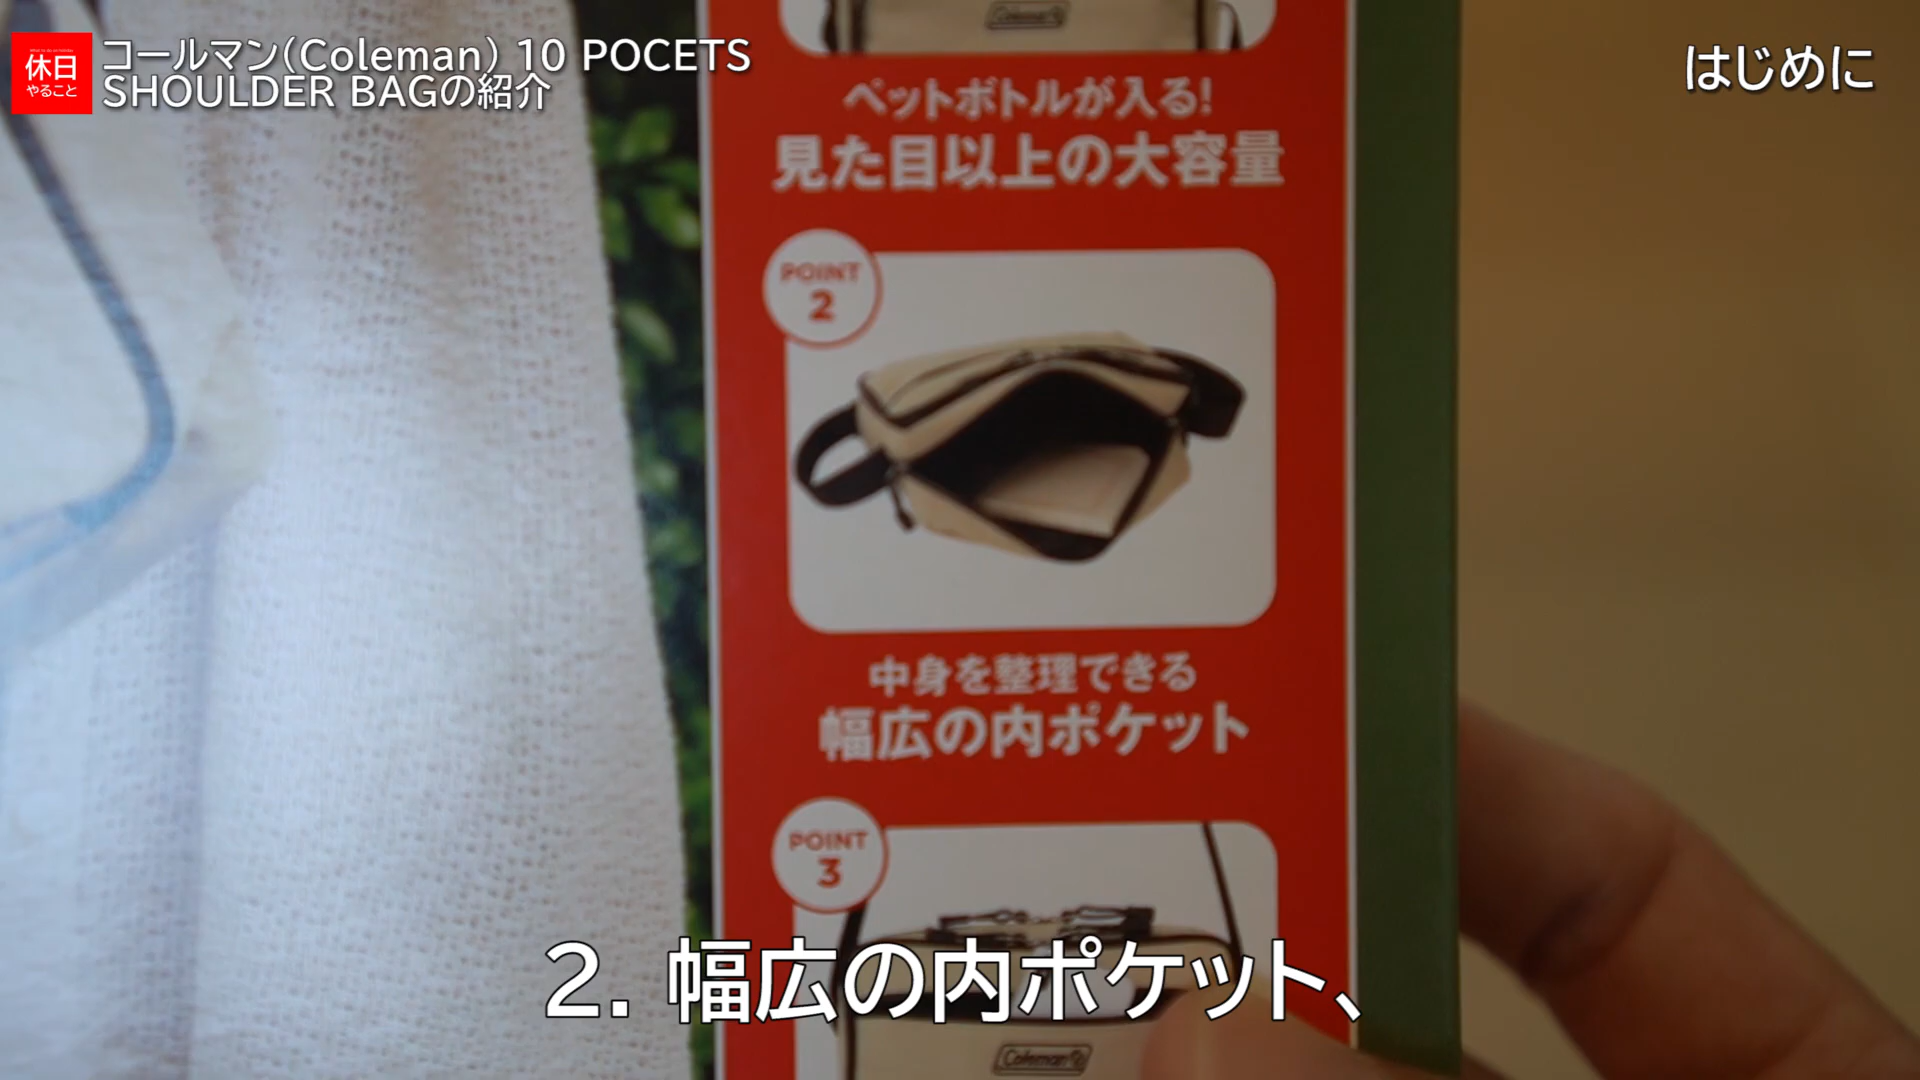 休日
やること
コールマン(Coleman) 10 POCETS
SHOULDER BAGの紹介
はじめに
Coleman
ペットボトルが入る!
見た目以上の大容量
POINT
2
中身を整理できる
幅広の内ポケット
POINT
3
2. 幅広の内ポケット、
Coleman